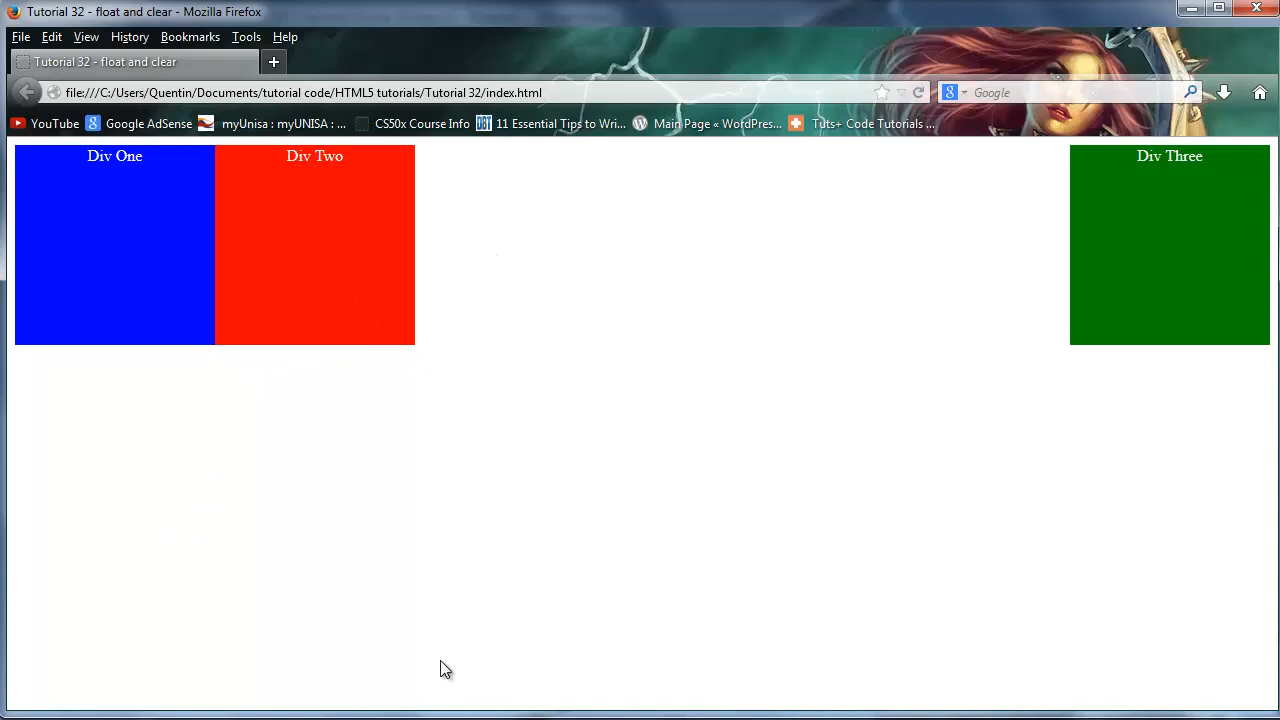 Tutorial 32 - float and clear - Mozilla Firefox
File Edit View History Bookmarks Tools Help
Tutorial 32 - float and clear +
file:///C:/Users/Quentin/Documents/tutorial code/HTML5 tutorials/Tutorial 32/index.html Google
YouTube Google AdSense myUnisa : myUNISA : ... CS50x Course Info 11 Essential Tips to Wri... Main Page « WordPres... Tuts+ Code Tutorials ...
Div One Div Two Div Three